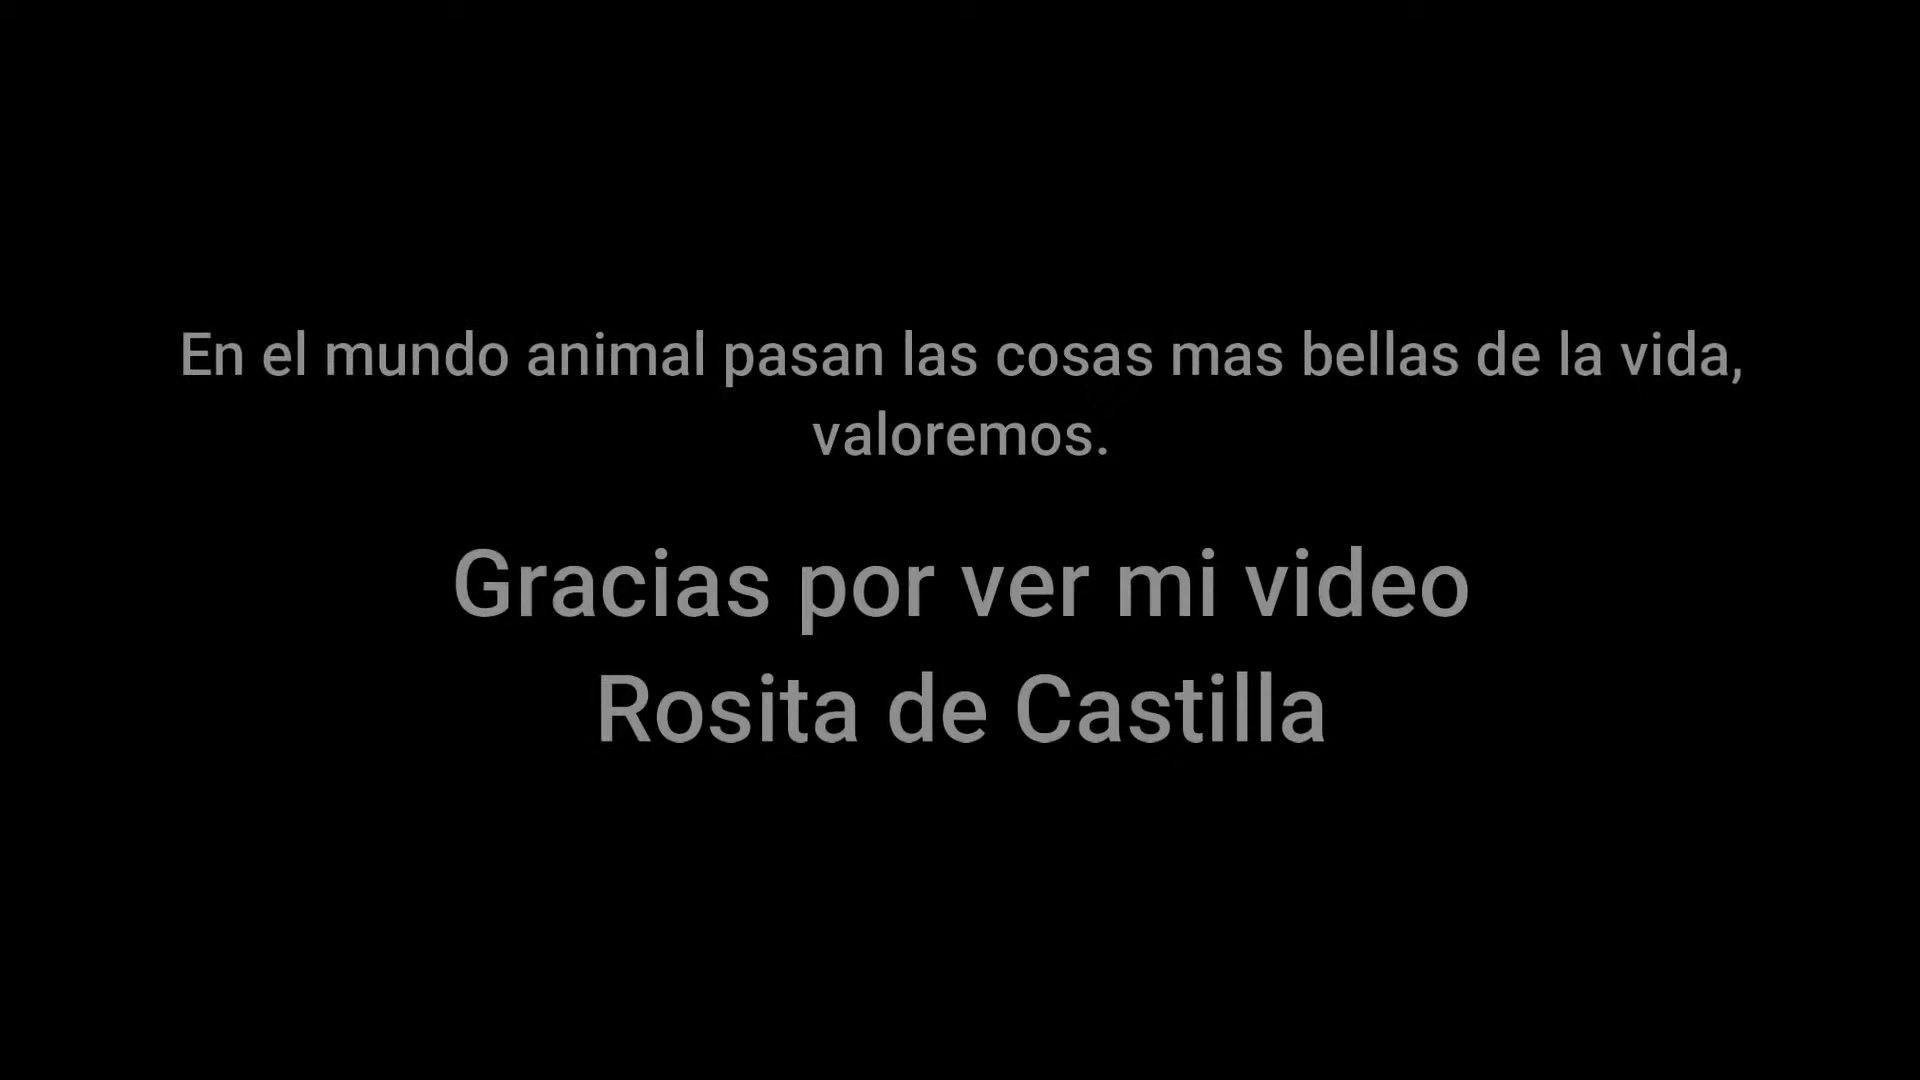 En el mundo animal pasan las cosas mas bellas de la vida,
valoremos.
Gracias por ver mi video
Rosita de Castilla